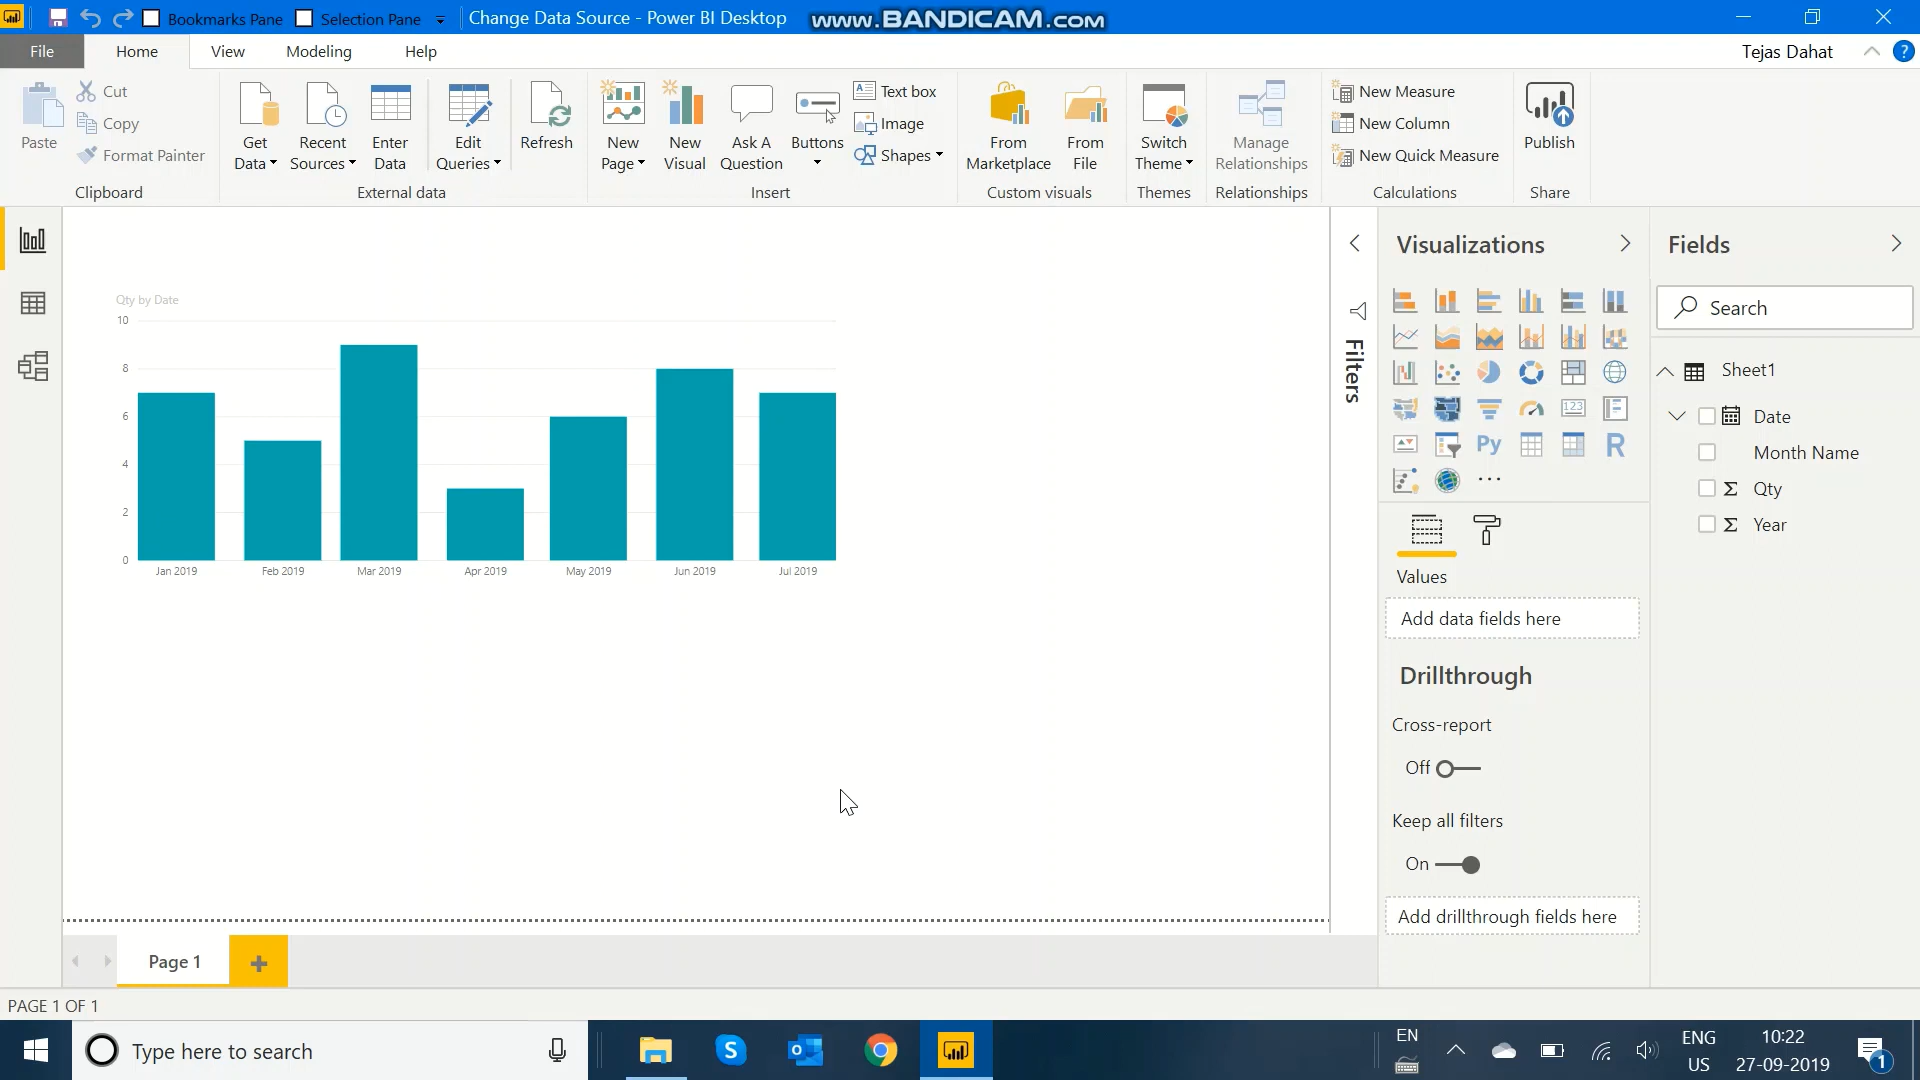 Bookmarks Pane Selection Pane Change Data Source - Power BI Desktop www.BANDICAM.com
File Home View Modeling Help Tejas Dahat ?
Paste
Cut
Copy
Format Painter
Clipboard
Get Data
Recent Sources
Enter Data
Edit Queries
Refresh
External data
New Page
New Visual
Ask A Question
Buttons
Text box
Image
Shapes
Insert
From Marketplace
From File
Custom visuals
Switch Theme
Themes
Manage Relationships
Relationships
New Measure
New Column
New Quick Measure
Calculations
Publish
Share
Qty by Date
10
8
6
4
2
0
Jan 2019 Feb 2019 Mar 2019 Apr 2019 May 2019 Jun 2019 Jul 2019
Filters
Visualizations
123
Py R
Values
Add data fields here
Drillthrough
Cross-report
Off
Keep all filters
On
Add drillthrough fields here
Fields
Search
Sheet1
Date
Month Name
Σ Qty
Σ Year
Page 1
PAGE 1 OF 1
Type here to search
EN
ENG
US
10:22
27-09-2019
1